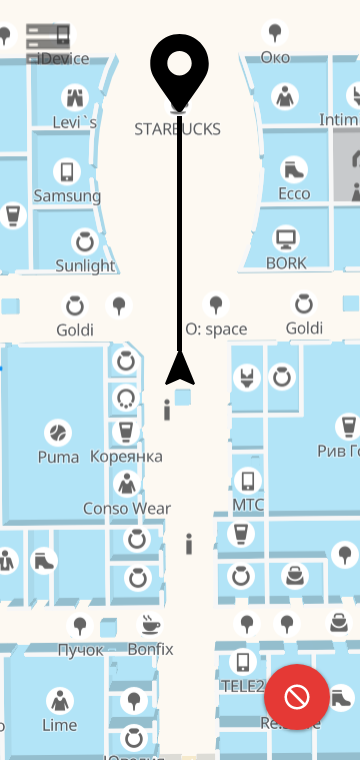 iDevice
Око
Levi`s
STARBUCKS
Intim
Samsung
Ecco
Sunlight
BORK
Goldi
O: space
Goldi
Puma
Кореянка
Рив Г
Conso Wear
МТС
Пучок
Bonfix
TELE2
Lime
Re